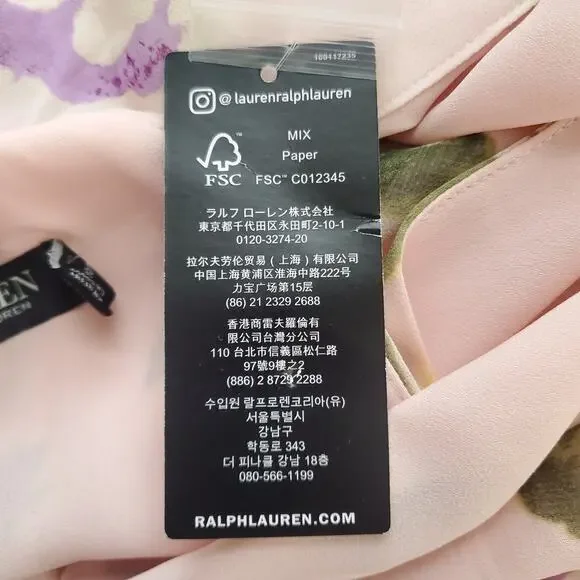 100417235
@laurenralphlauren
FSC™
MIX
Paper
FSC™ C012345
ラルフ ローレン株式会社
東京都千代田区永田町2-10-1
0120-3274-20
拉尔夫劳伦贸易（上海）有限公司
中国上海黄浦区淮海中路222号
力宝广场第15层
(86) 21 2329 2688
香港商雷夫羅倫有
限公司台灣分公司
110 台北市信義區松仁路
97號9樓之2
(886) 2 8729 2288
수입원 랄프로렌코리아(유)
서울특별시
강남구
학동로 343
더 피나클 강남 18층
080-566-1199
RALPHLAUREN.COM